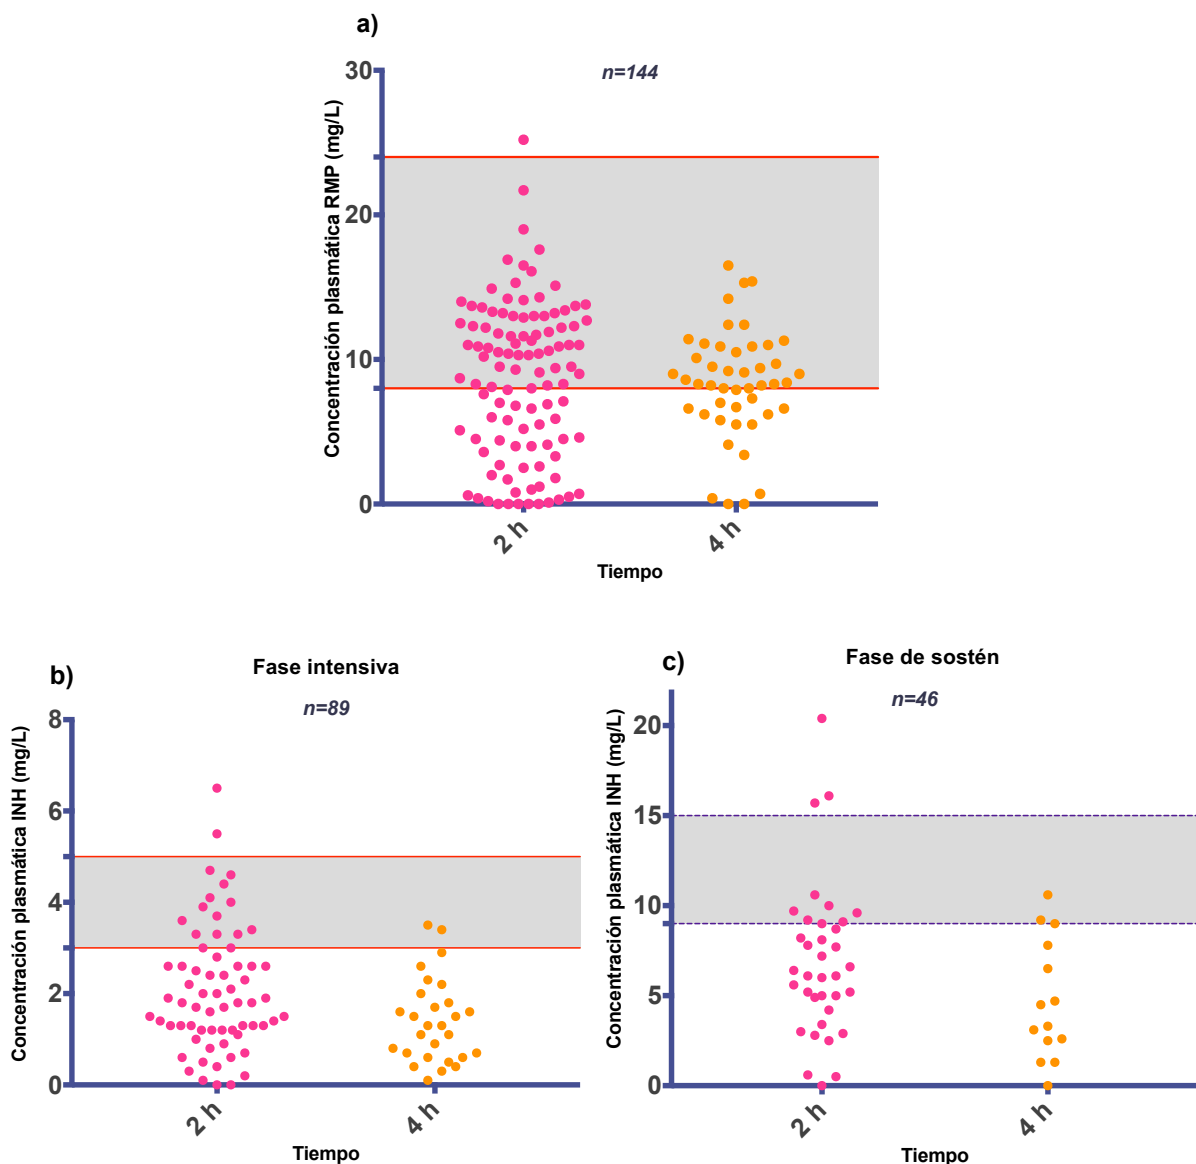 a)
n=144
Concentración plasmática RMP (mg/L)
30
20
10
0
2 h
4 h
Tiempo
b)
Fase intensiva
n=89
Concentración plasmática INH (mg/L)
8
6
4
2
0
2 h
4 h
Tiempo
c)
Fase de sostén
n=46
Concentración plasmática INH (mg/L)
20
15
10
5
0
2 h
4 h
Tiempo